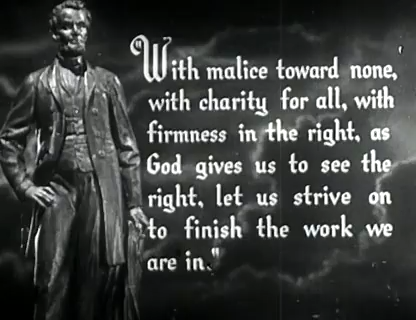 "With malice toward none,
with charity for all, with
firmness in the right, as
God gives us to see the
right, let us strive on
to finish the work we
are in."